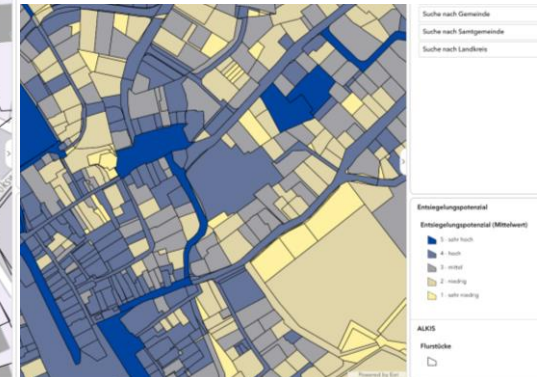 Suche nach Gemeinde
Suche nach Samtgemeinde
Suche nach Landkreis
Entsiegelungspotenzial
Entsiegelungspotenzial (Mittelwert)
5 - sehr hoch
4 - hoch
3 - mittel
2 - niedrig
1 - sehr niedrig
ALKIS
Flurstücke
Powered by Esri